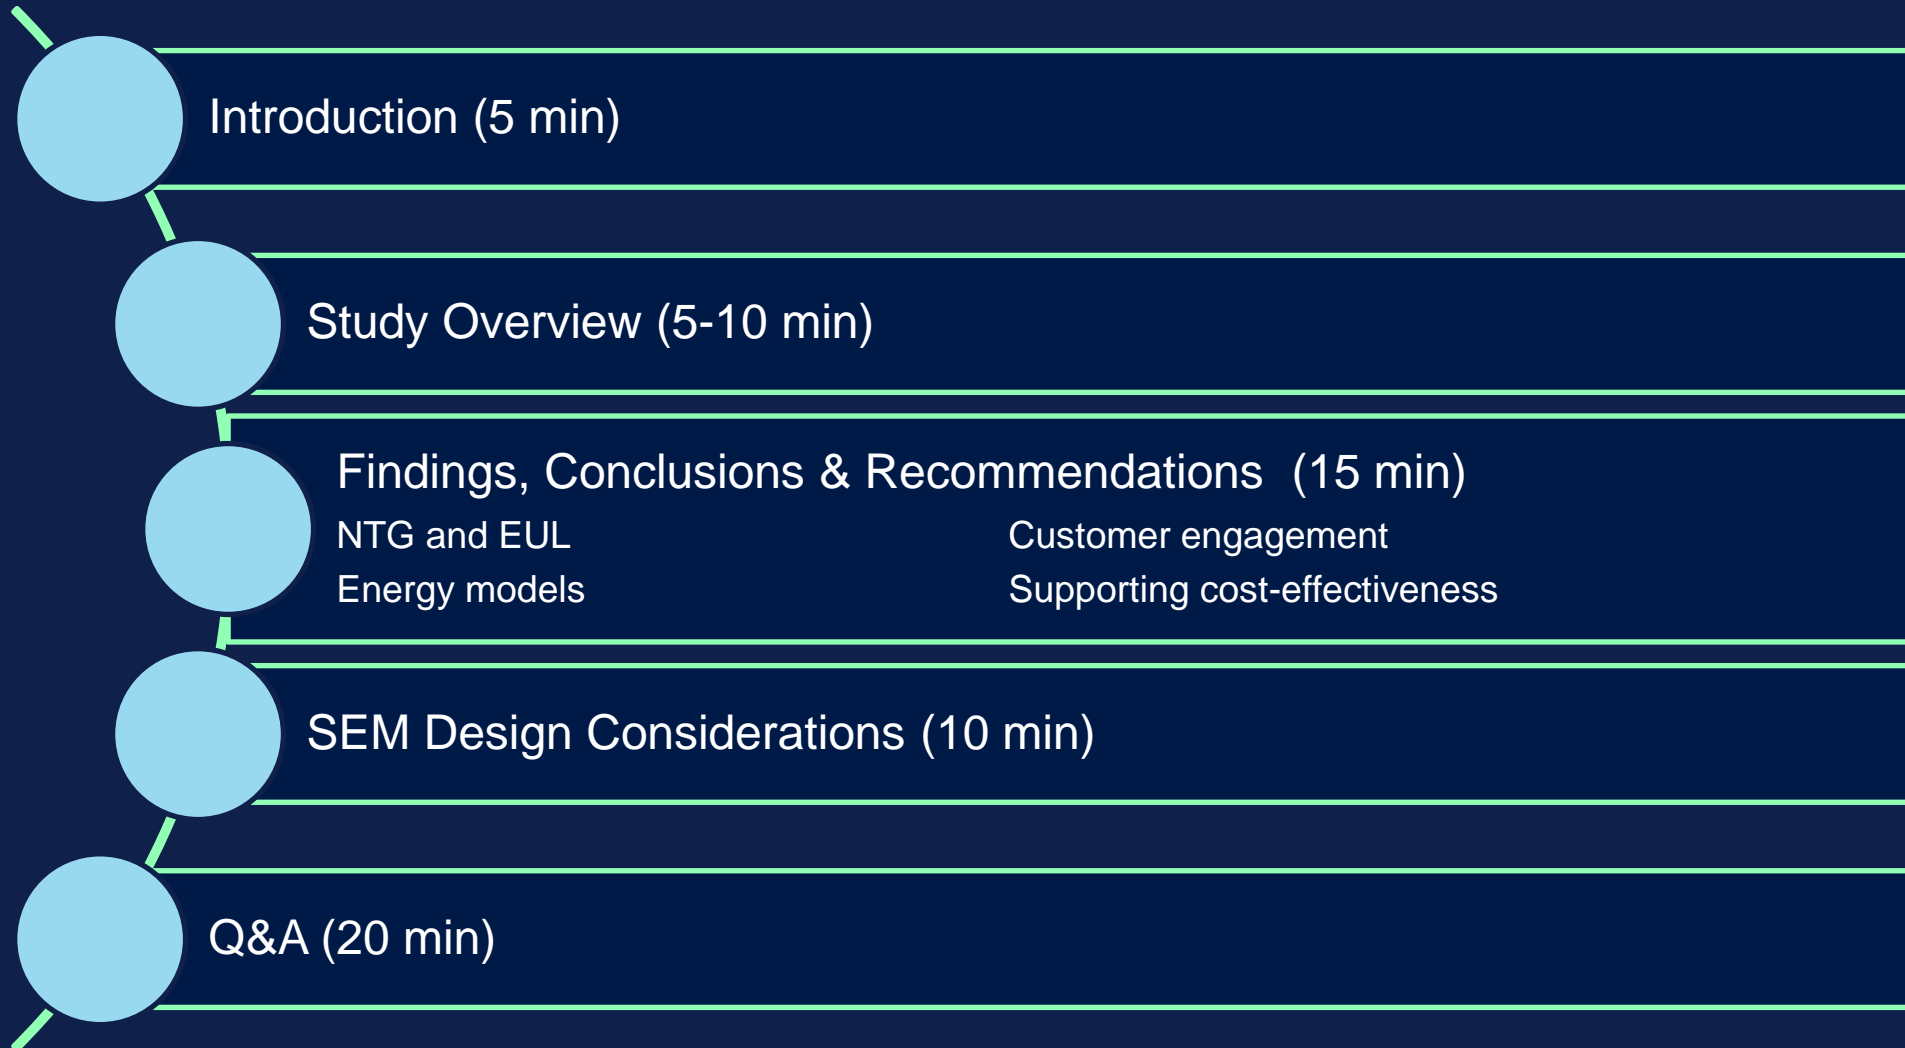 Introduction (5 min)
Study Overview (5-10 min)
Findings, Conclusions & Recommendations  (15 min)
NTG and EUL
Energy models
Customer engagement
Supporting cost-effectiveness
SEM Design Considerations (10 min)
Q&A (20 min)